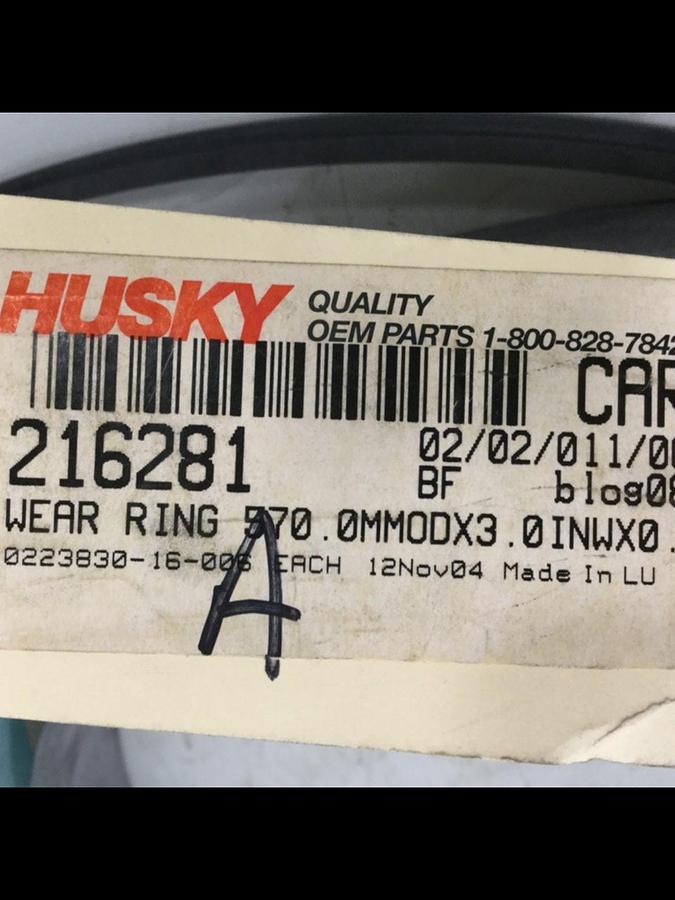 HUSKY QUALITY
OEM PARTS 1-800-828-7842
CAR
216281 02/02/011/00
BF blog08
WEAR RING 570.0MMODX3.0INWX0.
0223830-16-006 EACH 12Nov04 Made In LU
A